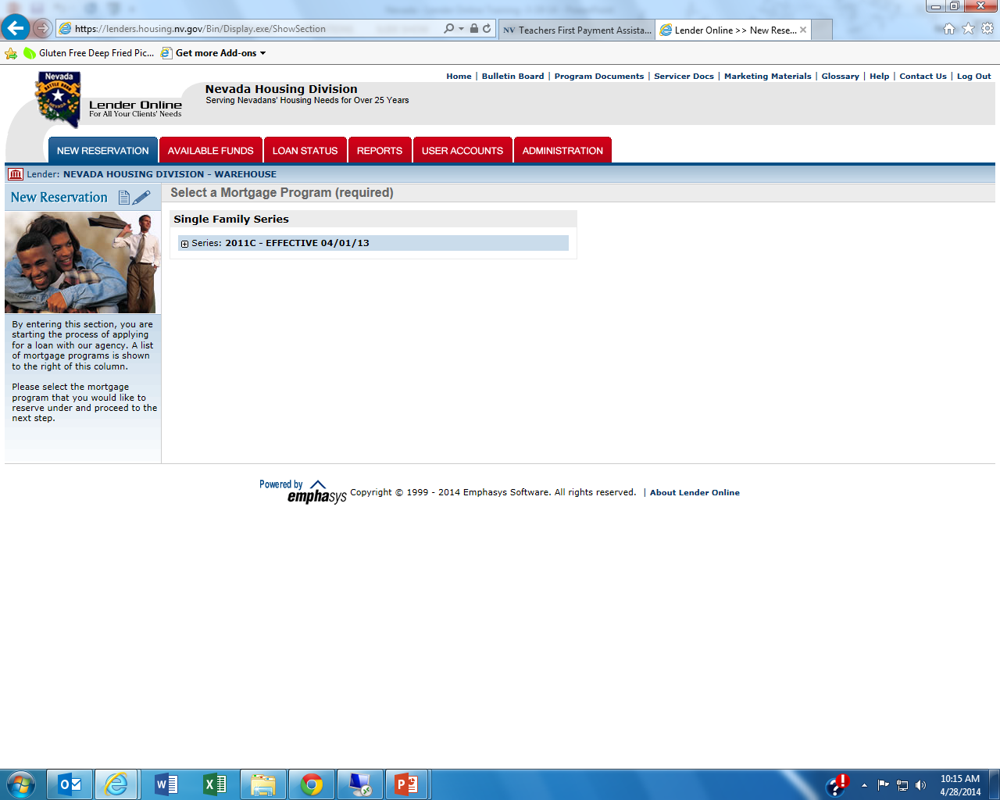 https://lenders.housing.nv.gov/Bin/Display.exe/ShowSection
NV Teachers First Payment Assista...
Lender Online >> New Rese...
Gluten Free Deep Fried Pic...
Get more Add-ons
Nevada
Lender Online
For All Your Clients' Needs
Home | Bulletin Board | Program Documents | Servicer Docs | Marketing Materials | Glossary | Help | Contact Us | Log Out
Nevada Housing Division
Serving Nevadans' Housing Needs for Over 25 Years
NEW RESERVATION
AVAILABLE FUNDS
LOAN STATUS
REPORTS
USER ACCOUNTS
ADMINISTRATION
Lender: NEVADA HOUSING DIVISION - WAREHOUSE
New Reservation
By entering this section, you are
starting the process of applying
for a loan with our agency. A list
of mortgage programs is shown
to the right of this column.
Please select the mortgage
program that you would like to
reserve under and proceed to the
next step.
Select a Mortgage Program (required)
Single Family Series
Series: 2011C - EFFECTIVE 04/01/13
Powered by
emphasys
Copyright © 1999 - 2014 Emphasys Software. All rights reserved. | About Lender Online
10:15 AM
4/28/2014